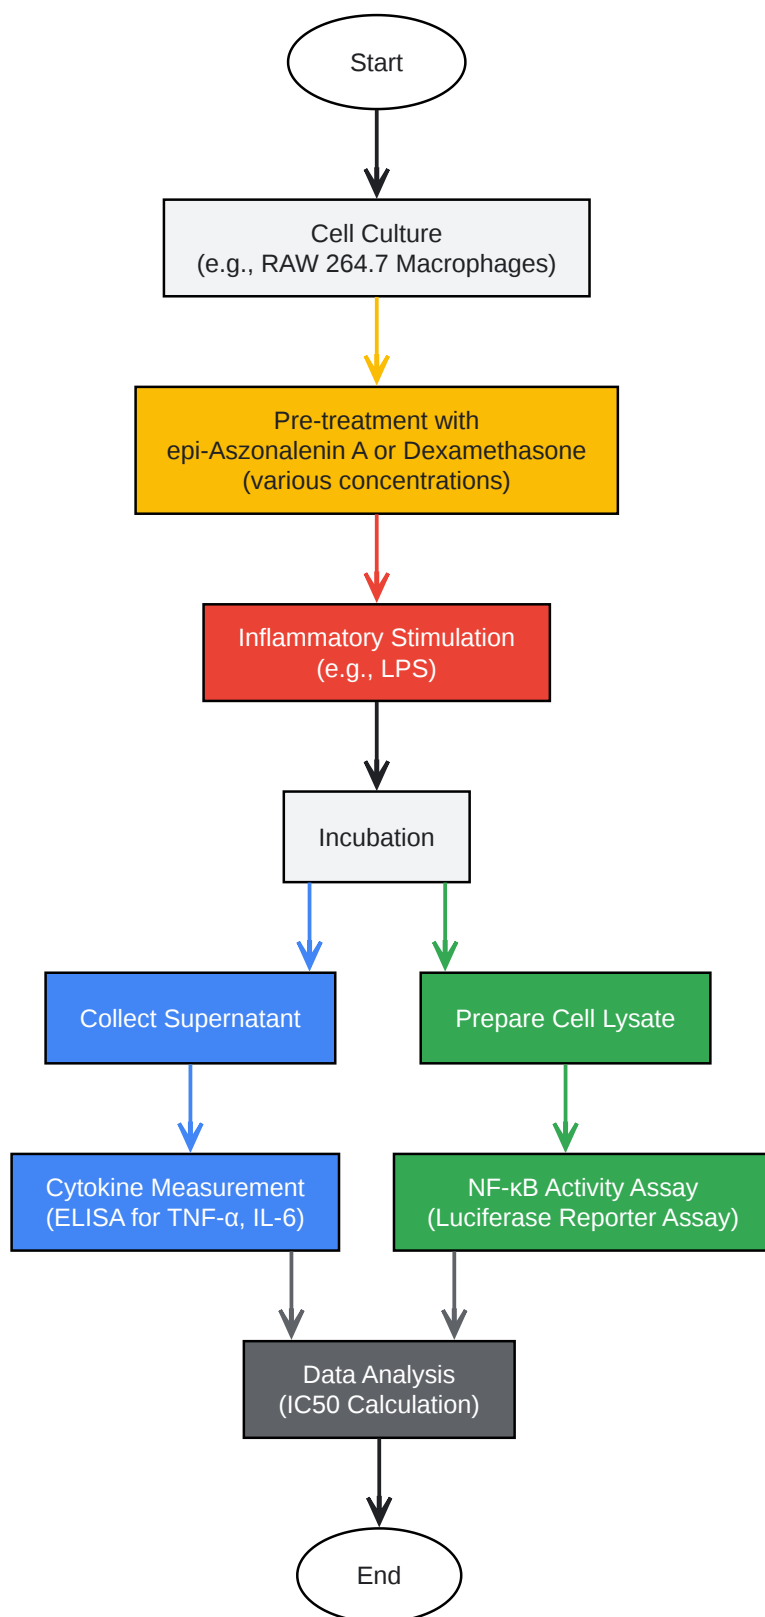 Start
Cell Culture
(e.g., RAW 264.7 Macrophages)
Pre-treatment with
epi-Aszonalenin A or Dexamethasone
(various concentrations)
Inflammatory Stimulation
(e.g., LPS)
Incubation
Collect Supernatant
Prepare Cell Lysate
Cytokine Measurement
(ELISA for TNF-α, IL-6)
NF-κB Activity Assay
(Luciferase Reporter Assay)
Data Analysis
(IC50 Calculation)
End